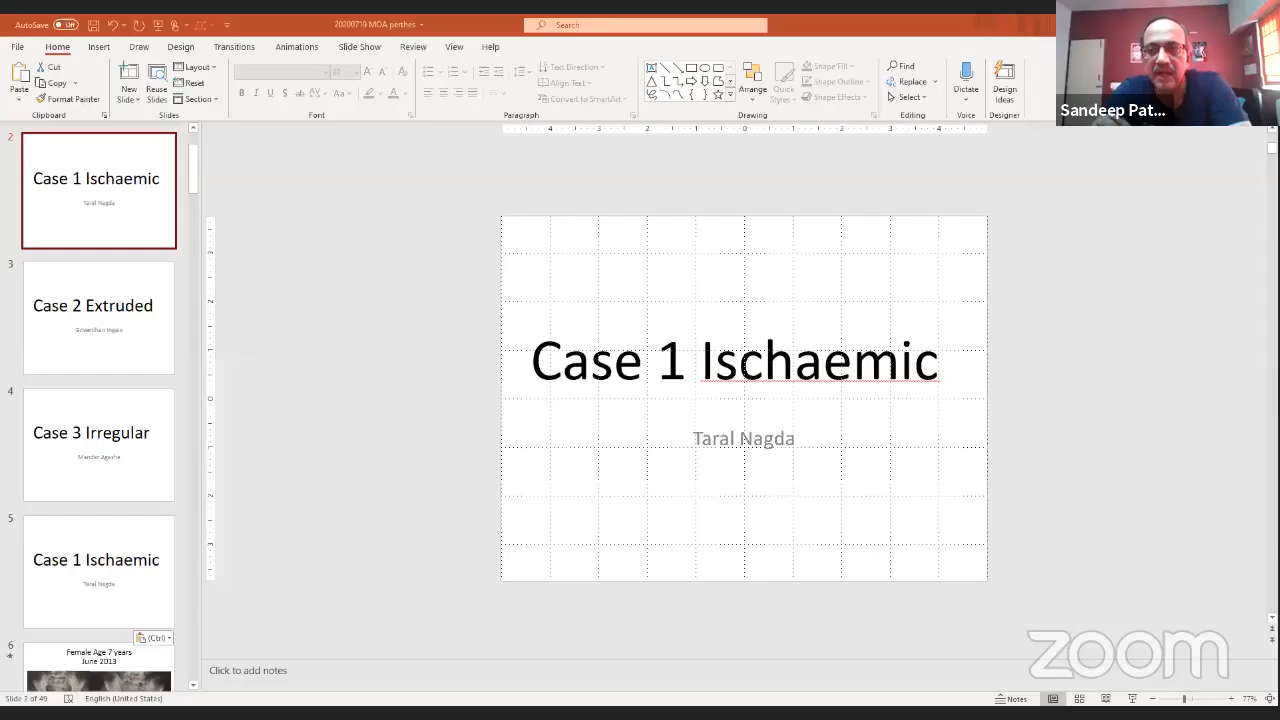 AutoSave Off
20200719 MOA perthes
Search
File Home Insert Draw Design Transitions Animations Slide Show Review View Help
Paste
Cut
Copy
Format Painter
Clipboard
New Slide
Reuse Slides
Layout
Reset
Section
Slides
Font
Text Direction
Align Text
Convert to SmartArt
Paragraph
Arrange
Quick Styles
Shape Fill
Shape Outline
Shape Effects
Drawing
Find
Replace
Select
Editing
Dictate
Voice
Design Ideas
Designer
Sandeep Pat...
2
Case 1 Ischaemic
Taral Nagda
3
Case 2 Extruded
Govardhan Ingale
4
Case 3 Irregular
Mandar Agashe
5
Case 1 Ischaemic
Taral Nagda
(Ctrl)
6
Female Age 7 years
June 2013
Case 1 Ischaemic
Taral Nagda
Click to add notes
zoom
Slide 2 of 49
English (United States)
Notes
77%